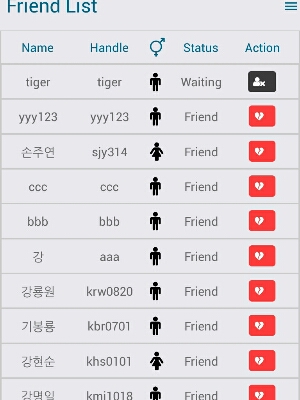 Friend List
Name Handle Status Action
tiger tiger Waiting
yyy123 yyy123 Friend
손주연 sjy314 Friend
ccc ccc Friend
bbb bbb Friend
강 aaa Friend
강룡원 krw0820 Friend
기봉룡 kbr0701 Friend
강현순 khs0101 Friend
강명일 kmi1018 Friend